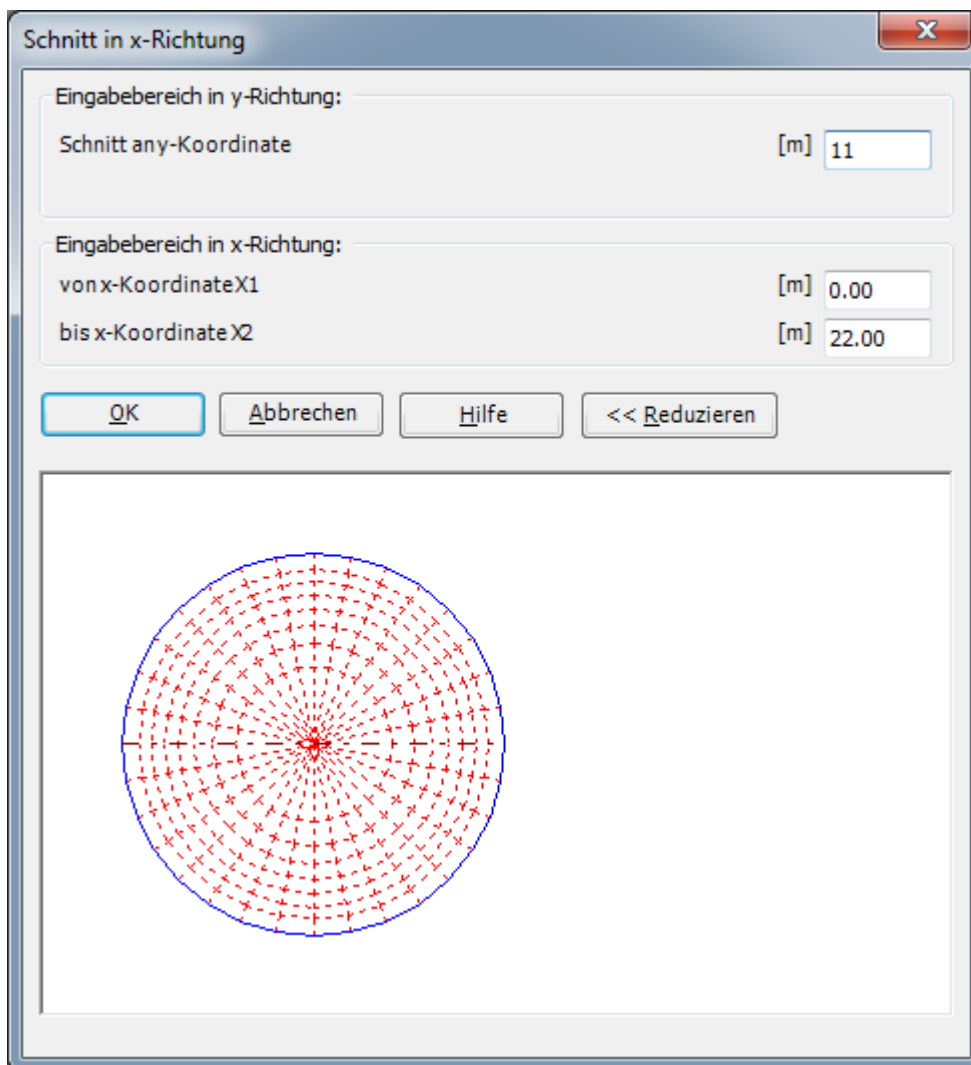 Schnitt in x-Richtung
Eingabebereich in y-Richtung:
Schnitt any-Koordinate [m] 11
Eingabebereich in x-Richtung:
von x-Koordinate X1 [m] 0.00
bis x-Koordinate X2 [m] 22.00
OK Abbrechen Hilfe << Reduzieren